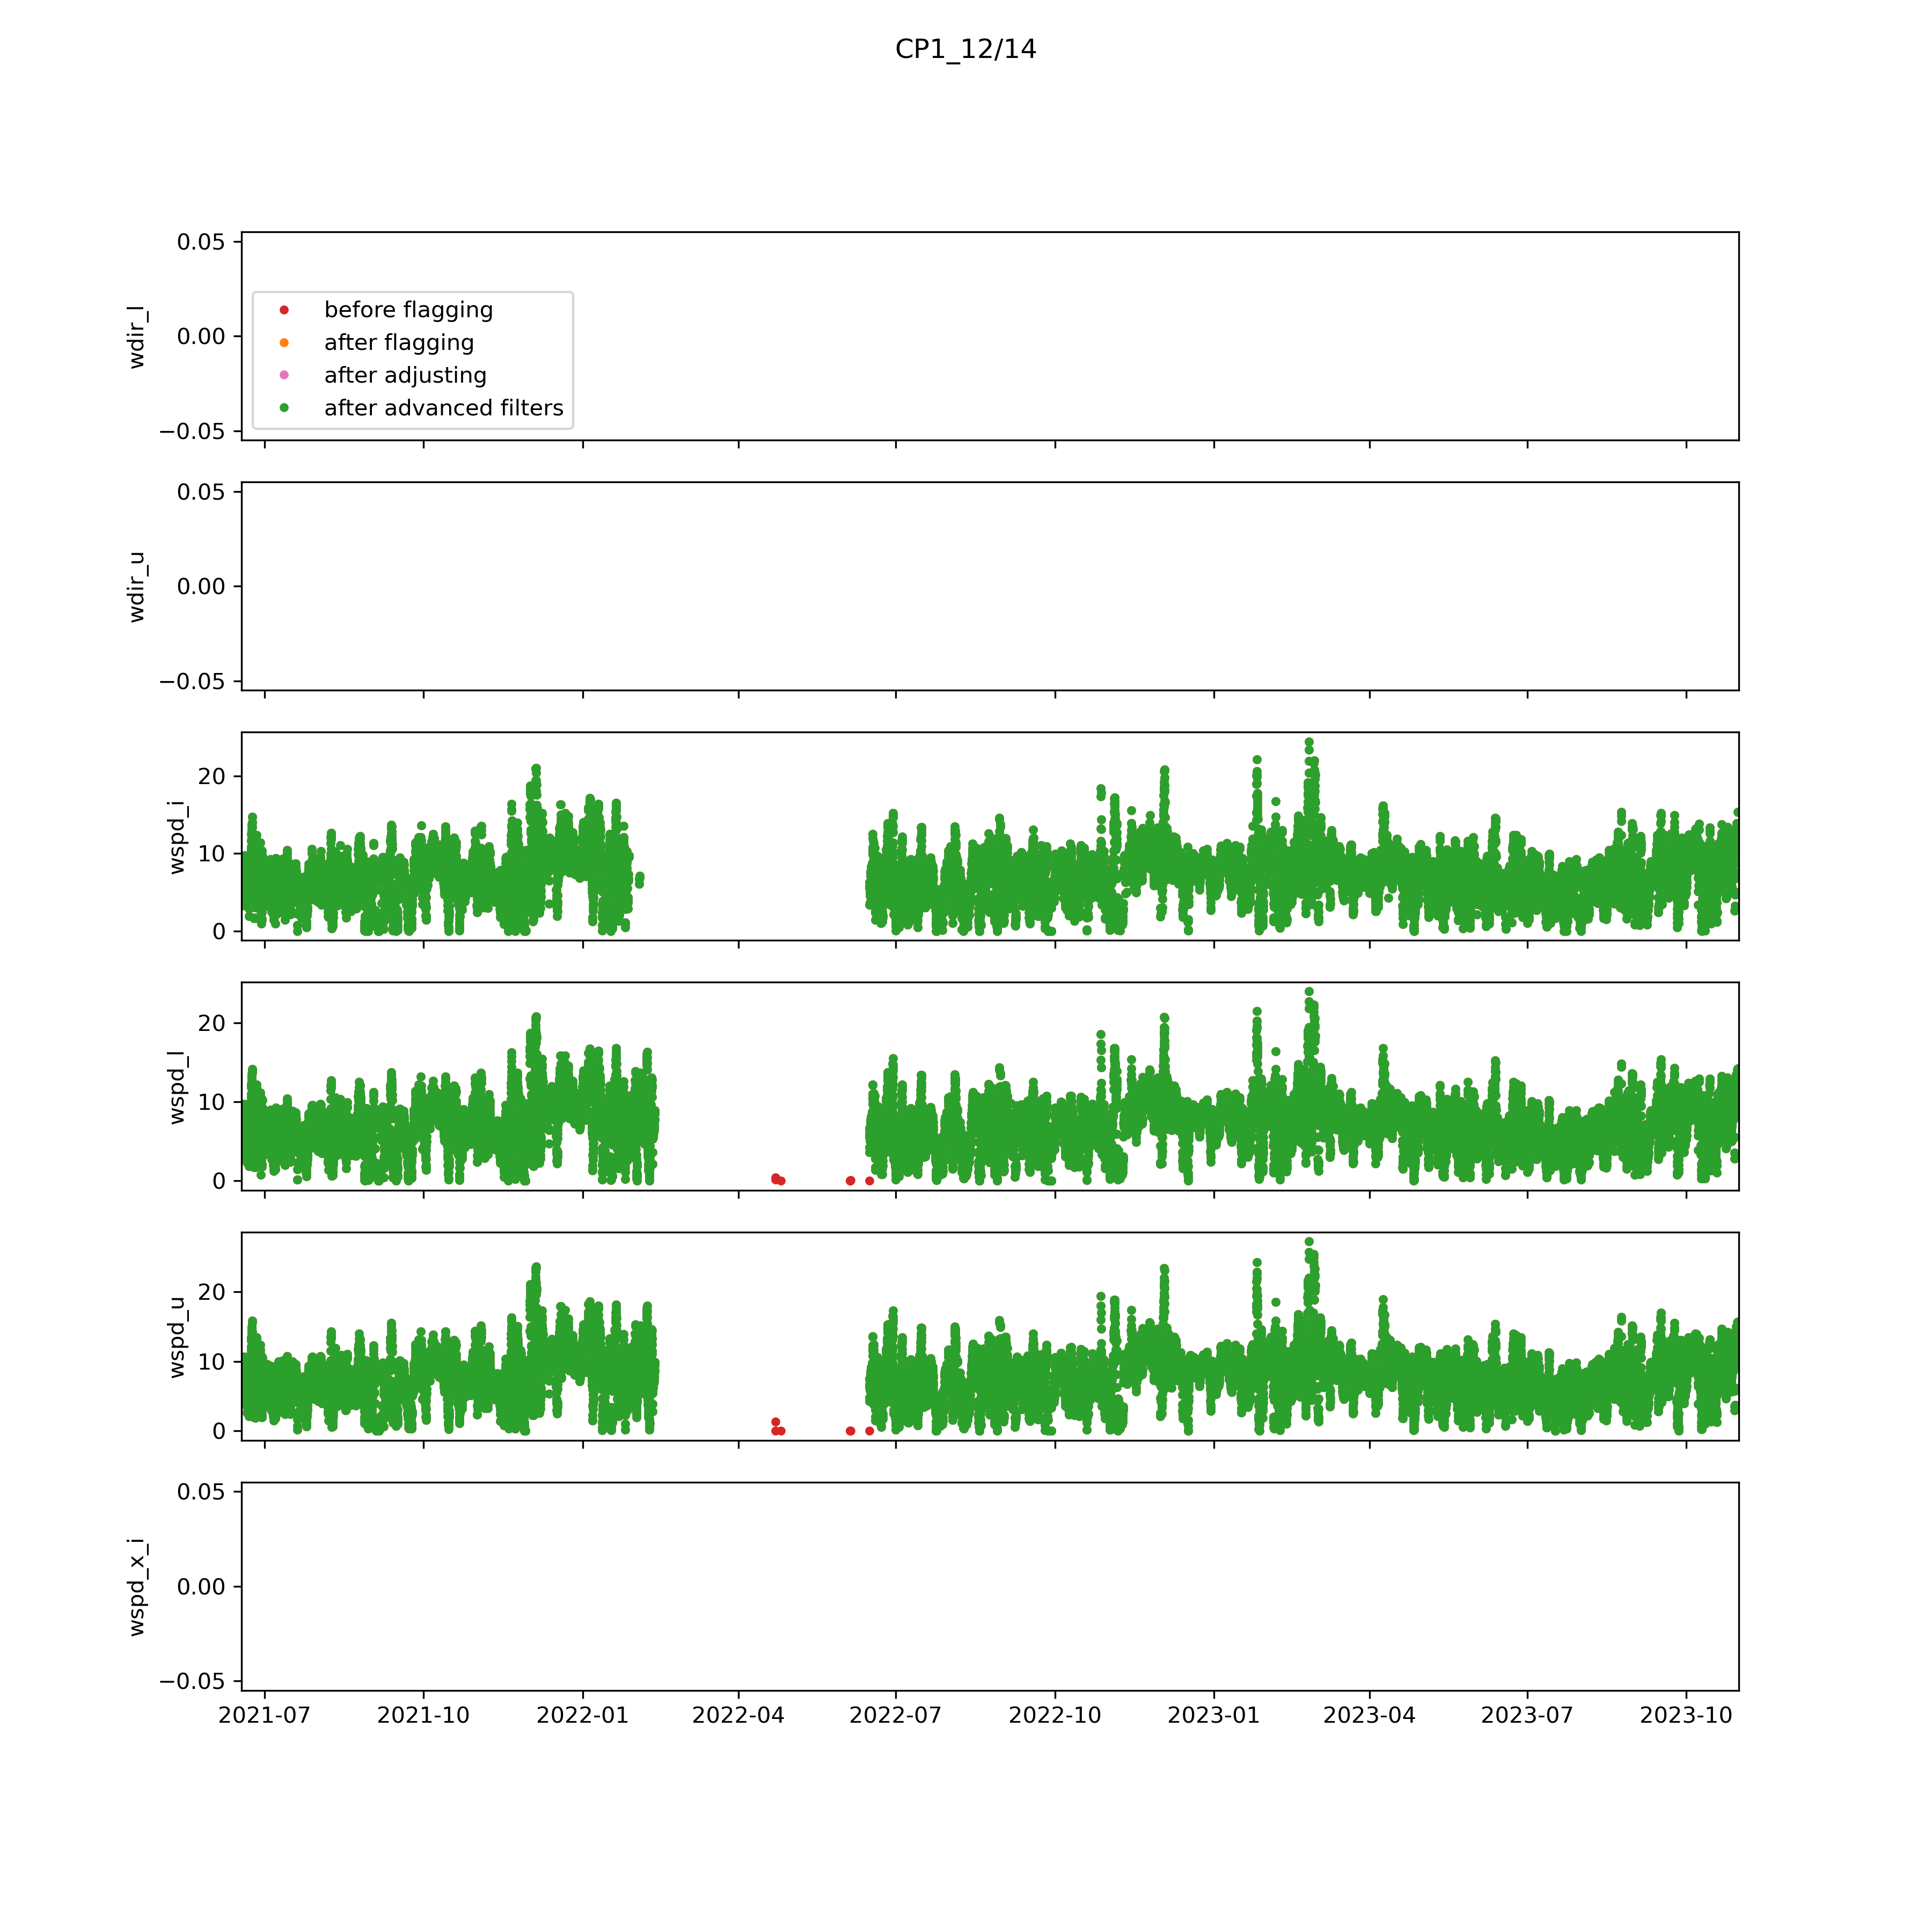 CP1_12/14
0.05
0.00
−0.05
wdir_l
before flagging
after flagging
after adjusting
after advanced filters
0.05
0.00
−0.05
wdir_u
20
10
0
wspd_i
20
10
0
wspd_l
20
10
0
wspd_u
0.05
0.00
−0.05
wspd_x_i
2021-07 2021-10 2022-01 2022-04 2022-07 2022-10 2023-01 2023-04 2023-07 2023-10